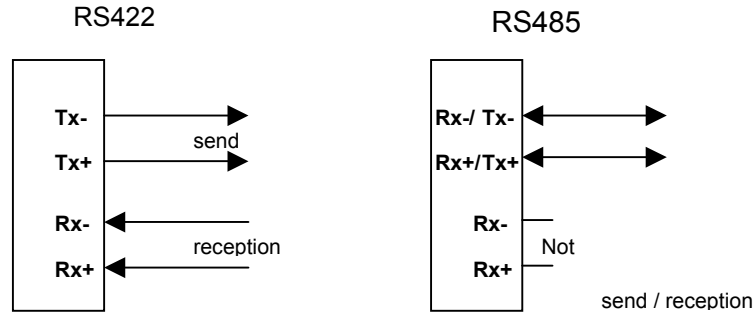 RS422
Tx-
send
Tx+
Rx-
reception
Rx+
RS485
Rx-/ Tx-
Rx+/Tx+
Rx-
Not
Rx+
send / reception